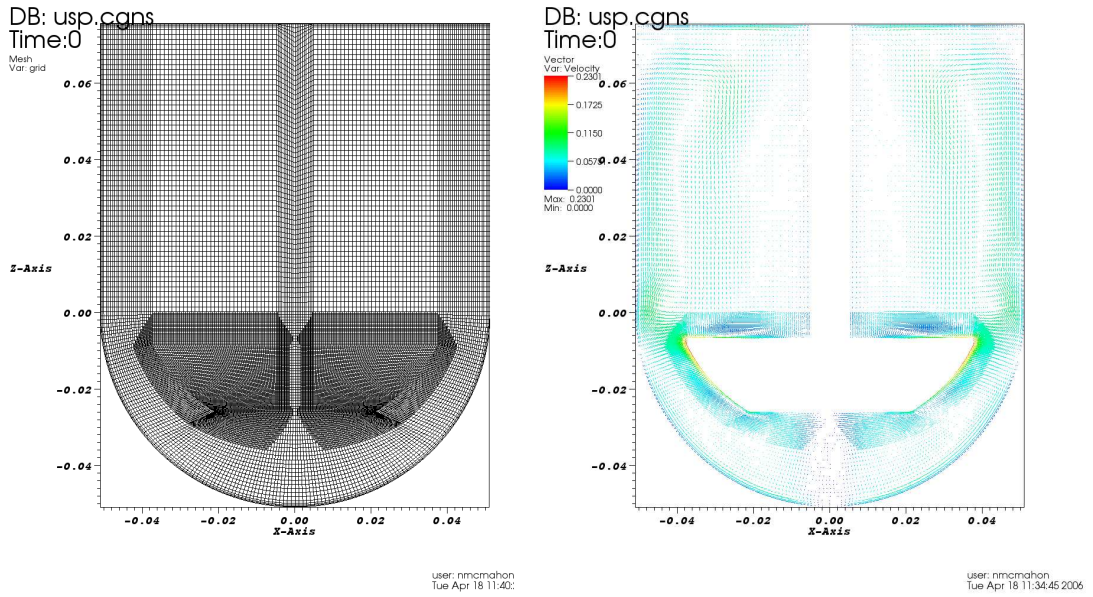 DB: usp.cgns
Time:0
Mesh
Var: grid
0.06
0.04
0.02
0.00
-0.02
-0.04
Z-Axis
-0.04
-0.02
0.00
0.02
0.04
X-Axis
user: nmcmahon
Tue Apr 18 11:40:
DB: usp.cgns
Time:0
Vector
Var: Velocity
0.2301
0.1725
0.1150
0.0575
0.0000
Max: 0.2301
Min: 0.0000
0.06
0.04
0.02
0.00
-0.02
-0.04
Z-Axis
-0.04
-0.02
0.00
0.02
0.04
X-Axis
user: nmcmahon
Tue Apr 18 11:34:45 2006